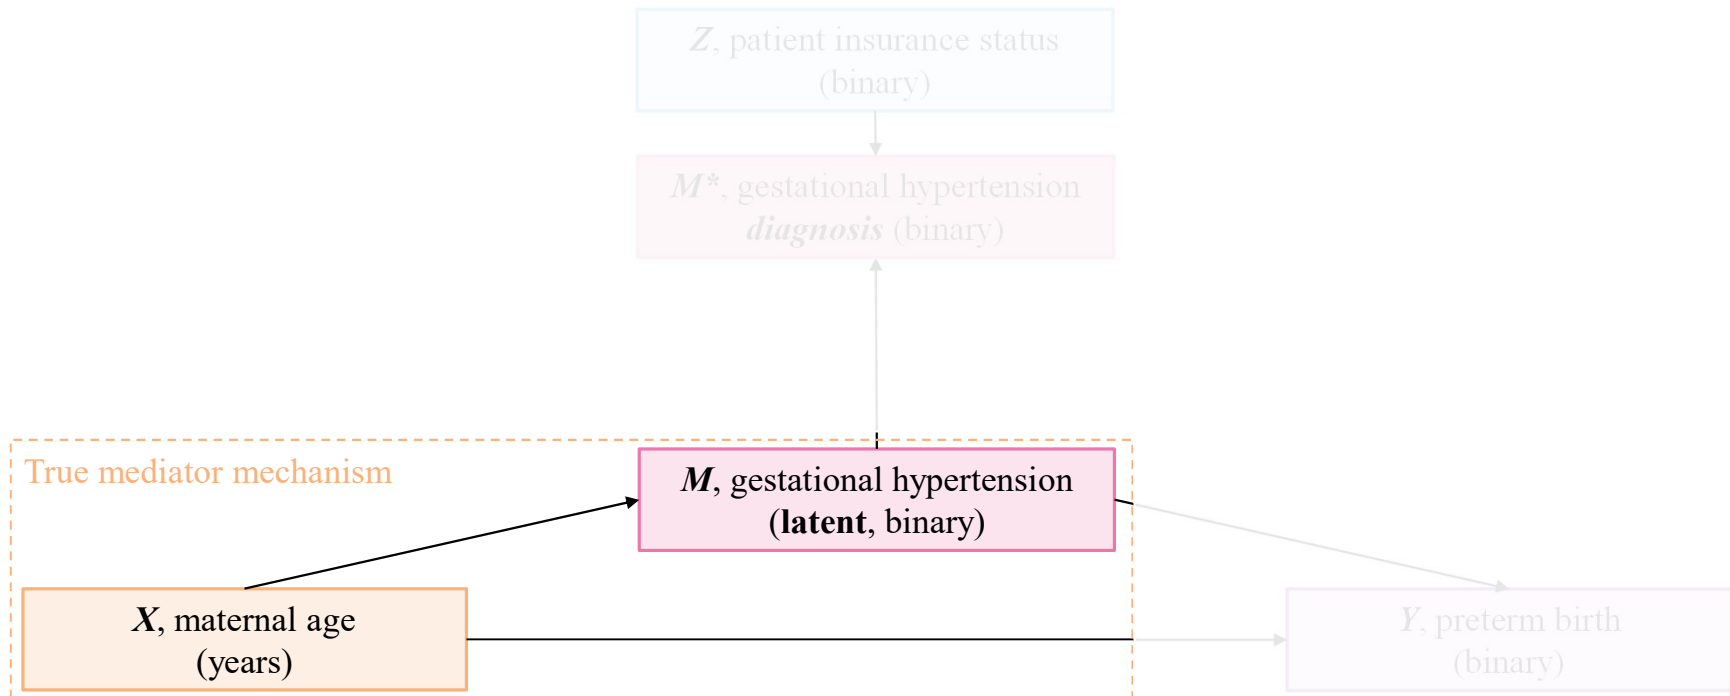 Z, patient insurance status
(binary)
M*, gestational hypertension
diagnosis (binary)
True mediator mechanism
M, gestational hypertension
(latent, binary)
X, maternal age
(years)
Y, preterm birth
(binary)